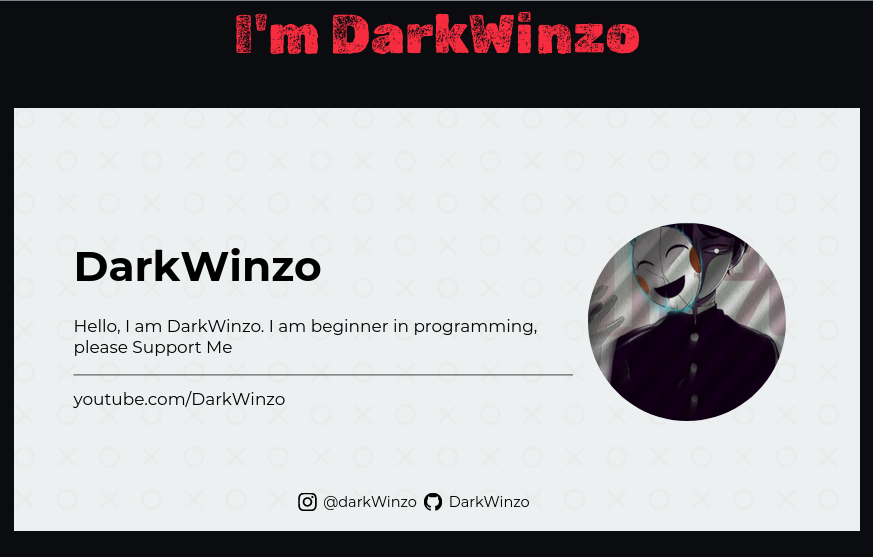 I'm DarkWinzo
DarkWinzo
Hello, I am DarkWinzo. I am beginner in programming,
please Support Me
youtube.com/DarkWinzo
@darkWinzo DarkWinzo